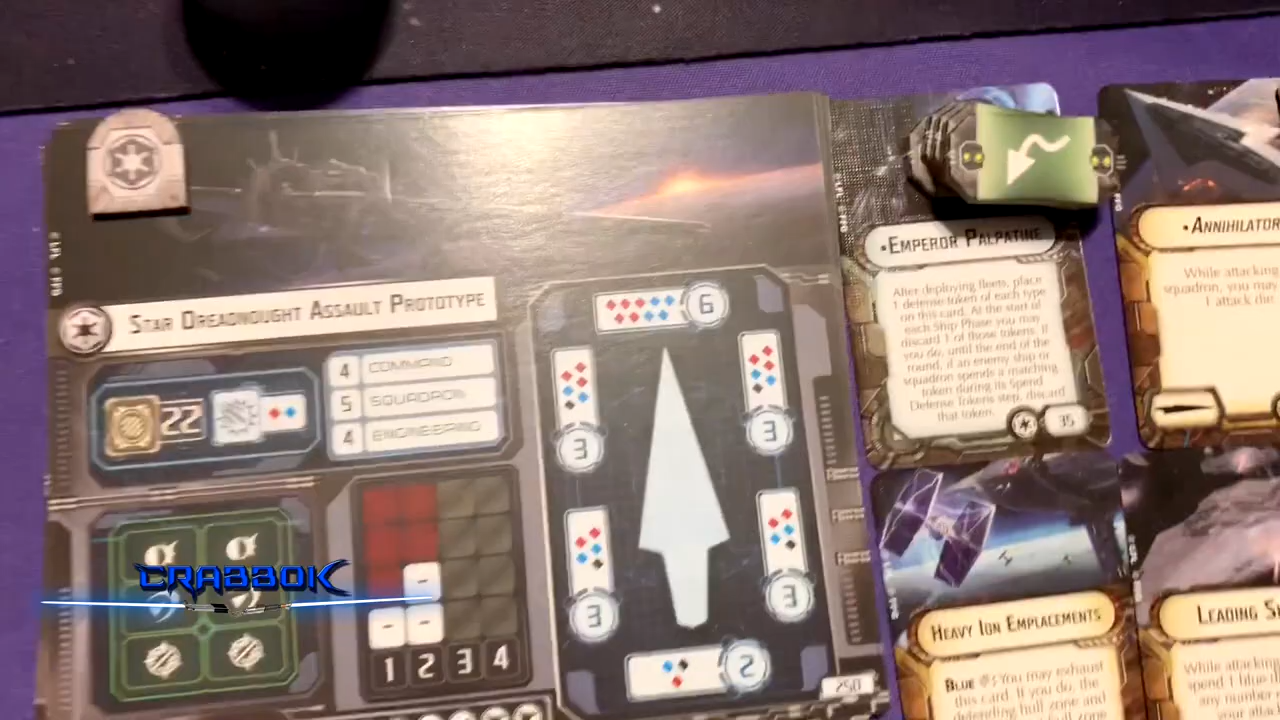 STAR DREADNOUGHT ASSAULT PROTOTYPE
22
4 COMMAND
5 SQUADRON
4 ENGINEERING
6
3
3
3
3
2
1 2 3 4
250
CRABBOK
•EMPEROR PALPATINE
After deploying fleets, place
1 defense token of each type
on this card. At the start of
each Ship Phase you may
discard 1 of those tokens. If
you do, until the end of the
round, if an enemy ship or
squadron spends a matching
token during its Spend
Defense Tokens step, discard
that token.
35
•ANNIHILATOR
While attacking
squadron, you may
1 attack die
HEAVY ION EMPLACEMENTS
BLUE : You may exhaust
this card. If you do, the
defending hull zone and
LEADING
While attacking
spend 1 blue
any number
your attack